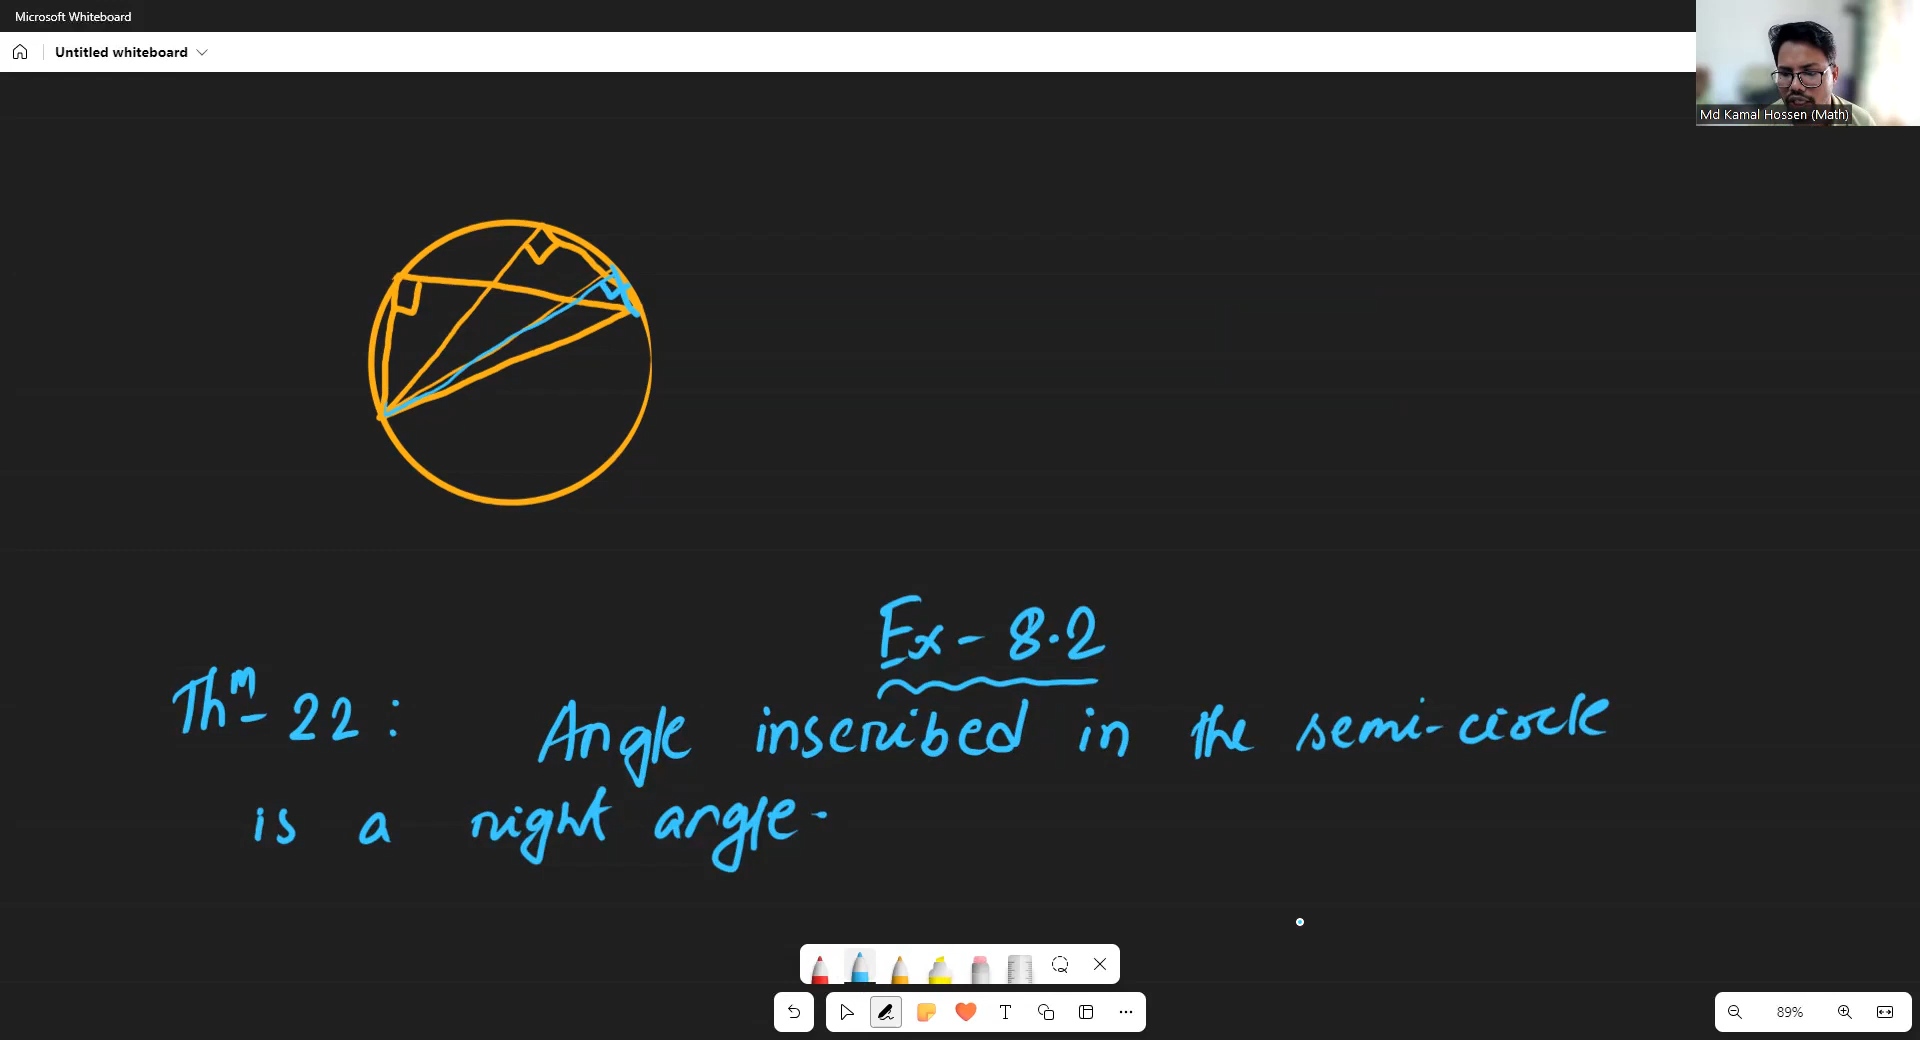 Microsoft Whiteboard
Untitled whiteboard
Md Kamal Hossen (Math)
Ex - 8.2
Thm - 22 : Angle inscribed in the semi-circle
is a right angle.
T
89%